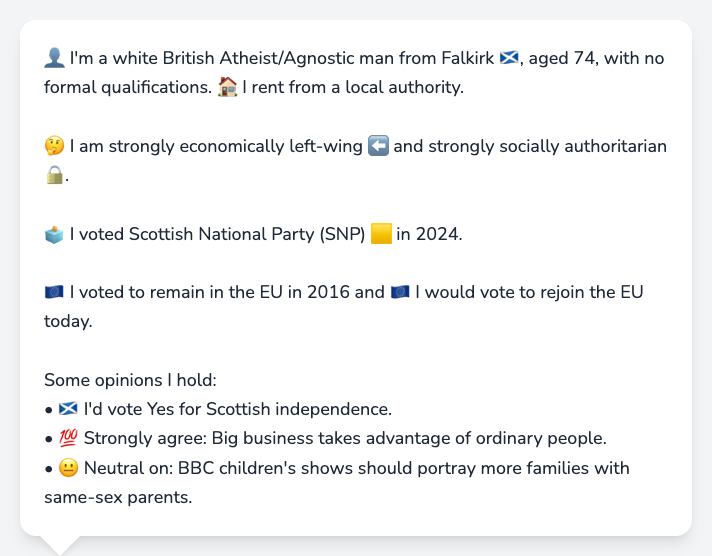 👤 I'm a white British Atheist/Agnostic man from Falkirk 🏴󠁧󠁢󠁳󠁣󠁴󠁿, aged 74, with no
formal qualifications. 🏠 I rent from a local authority.
🤔 I am strongly economically left-wing ⬅️ and strongly socially authoritarian
🔒.
🗳️ I voted Scottish National Party (SNP) 🟨 in 2024.
🇪🇺 I voted to remain in the EU in 2016 and 🇪🇺 I would vote to rejoin the EU
today.
Some opinions I hold:
• 🏴󠁧󠁢󠁳󠁣󠁴󠁿 I'd vote Yes for Scottish independence.
• 💯 Strongly agree: Big business takes advantage of ordinary people.
• 😐 Neutral on: BBC children's shows should portray more families with
same-sex parents.